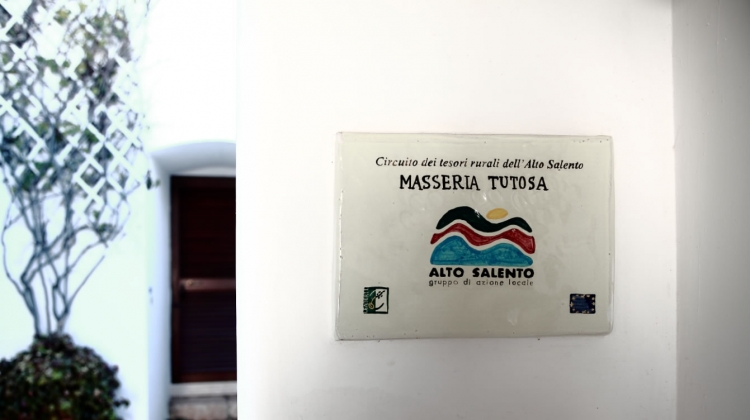 Circuito dei tesori rurali dell'Alto Salento
MASSERIA TUTOSA
ALTO SALENTO
gruppo di azione locale